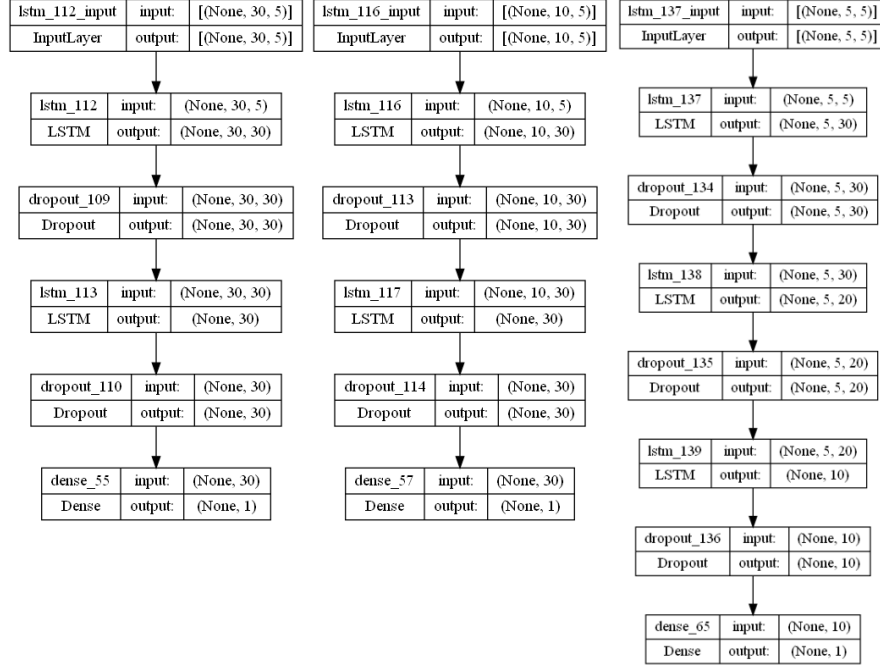 lstm_112_input input: [(None, 30, 5)]
InputLayer output: [(None, 30, 5)]
lstm_112 input: (None, 30, 5)
LSTM output: (None, 30, 30)
dropout_109 input: (None, 30, 30)
Dropout output: (None, 30, 30)
lstm_113 input: (None, 30, 30)
LSTM output: (None, 30)
dropout_110 input: (None, 30)
Dropout output: (None, 30)
dense_55 input: (None, 30)
Dense output: (None, 1)
lstm_116_input input: [(None, 10, 5)]
InputLayer output: [(None, 10, 5)]
lstm_116 input: (None, 10, 5)
LSTM output: (None, 10, 30)
dropout_113 input: (None, 10, 30)
Dropout output: (None, 10, 30)
lstm_117 input: (None, 10, 30)
LSTM output: (None, 30)
dropout_114 input: (None, 30)
Dropout output: (None, 30)
dense_57 input: (None, 30)
Dense output: (None, 1)
lstm_137_input input: [(None, 5, 5)]
InputLayer output: [(None, 5, 5)]
lstm_137 input: (None, 5, 5)
LSTM output: (None, 5, 30)
dropout_134 input: (None, 5, 30)
Dropout output: (None, 5, 30)
lstm_138 input: (None, 5, 30)
LSTM output: (None, 5, 20)
dropout_135 input: (None, 5, 20)
Dropout output: (None, 5, 20)
lstm_139 input: (None, 5, 20)
LSTM output: (None, 10)
dropout_136 input: (None, 10)
Dropout output: (None, 10)
dense_65 input: (None, 10)
Dense output: (None, 1)